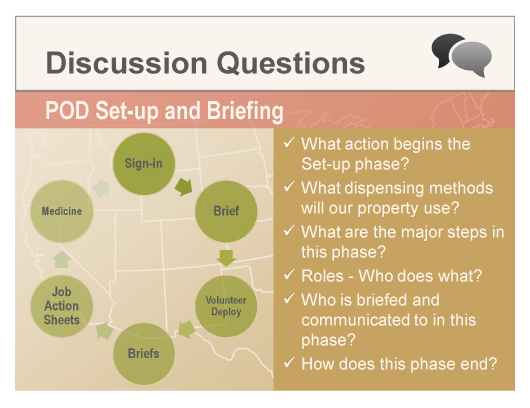 Discussion Questions
POD Set-up and Briefing
Sign-in
Brief
Volunteer
Deploy
Briefs
Job
Action
Sheets
Medicine
✓ What action begins the
Set-up phase?
✓ What dispensing methods
will our property use?
✓ What are the major steps in
this phase?
✓ Roles - Who does what?
✓ Who is briefed and
communicated to in this
phase?
✓ How does this phase end?